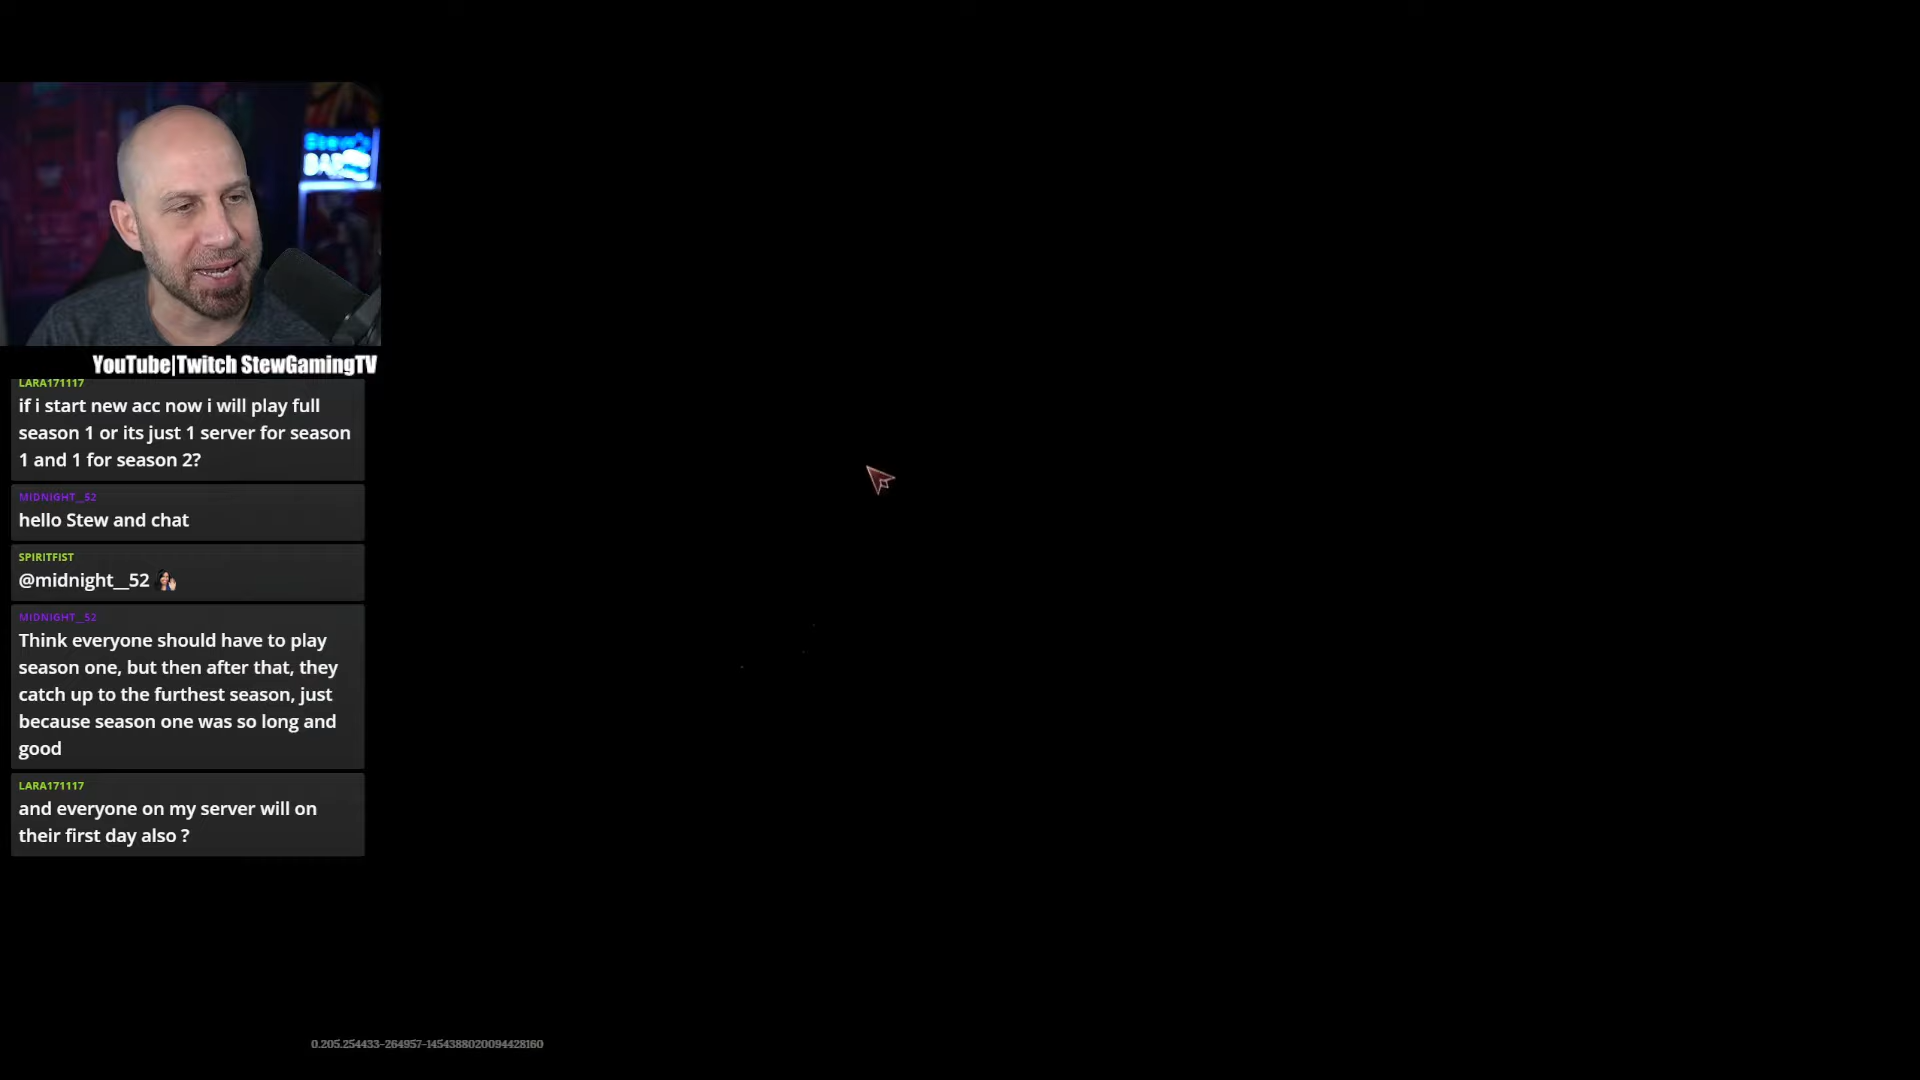 Stew's
BAR
YouTube|Twitch StewGamingTV
LARA171117
if i start new acc now i will play full
season 1 or its just 1 server for season
1 and 1 for season 2?
MIDNIGHT__52
hello Stew and chat
SPIRITFIST
@midnight__52
MIDNIGHT__52
Think everyone should have to play
season one, but then after that, they
catch up to the furthest season, just
because season one was so long and
good
LARA171117
and everyone on my server will on
their first day also ?
0.205.254433-264957-1454388020094428160